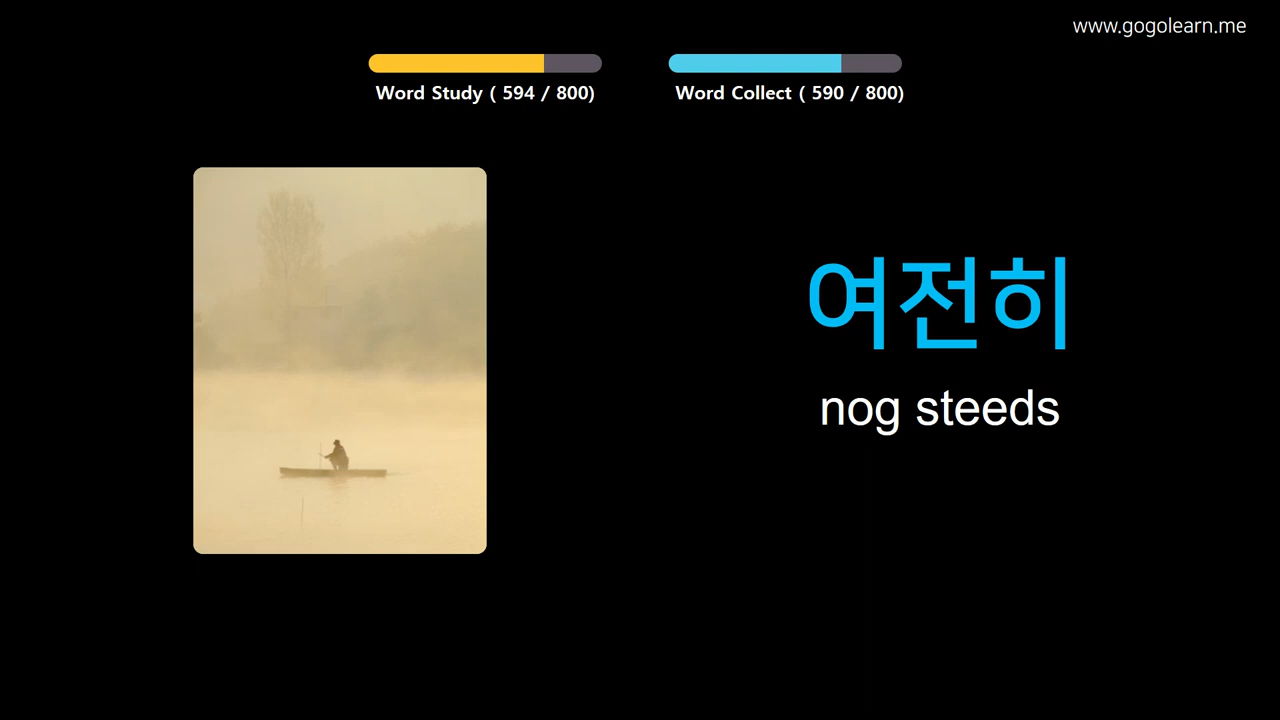 www.gogolearn.me
Word Study ( 594 / 800)
Word Collect ( 590 / 800)
여전히
nog steeds